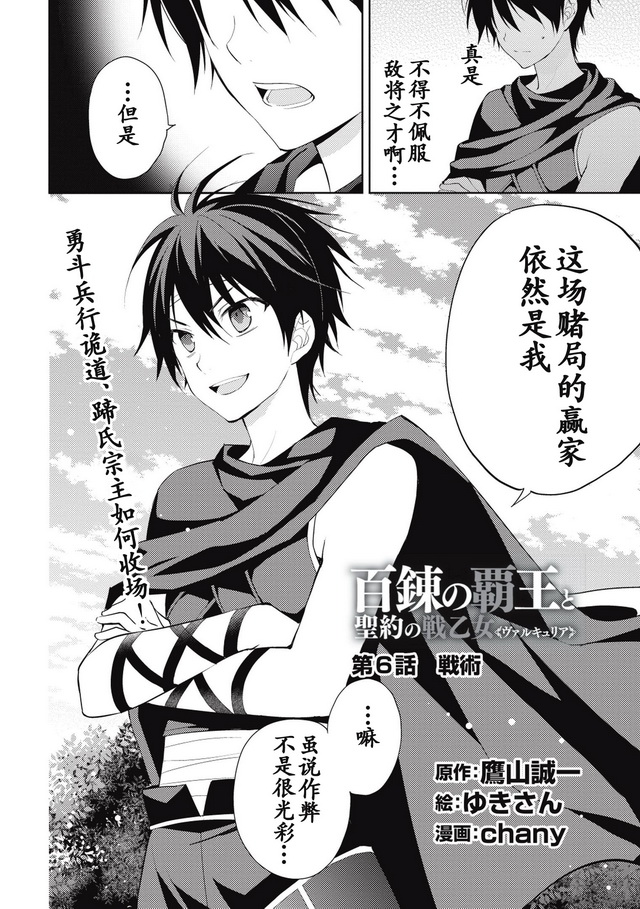 真是
不得不佩服
敌将之才啊…
…但是
这场赌局的赢家
依然是我
勇斗兵行诡道、蹄氏宗主如何收场！
百錬の覇王と
聖約の戦乙女《ヴァルキュリア》
第6話 戦術
…嘛
虽说作弊
不是很光彩…
原作：鷹山誠一
絵：ゆきさん
漫画：chany